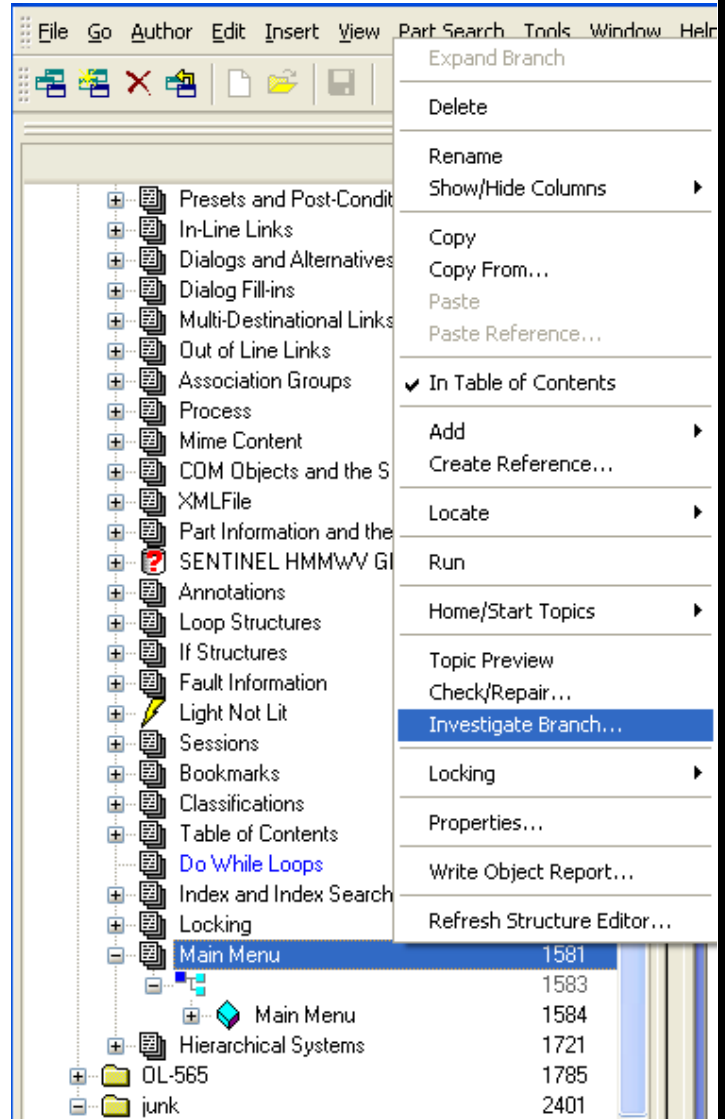 File Go Author Edit Insert View Part Search Tools Window Help
Expand Branch
Delete
Rename
Show/Hide Columns
Copy
Copy From...
Paste
Paste Reference...
In Table of Contents
Add
Create Reference...
Locate
Run
Home/Start Topics
Topic Preview
Check/Repair...
Investigate Branch...
Locking
Properties...
Write Object Report...
Refresh Structure Editor...
Presets and Post-Condit
In-Line Links
Dialogs and Alternatives
Dialog Fill-ins
Multi-Destinational Links
Out of Line Links
Association Groups
Process
Mime Content
COM Objects and the S
XMLFile
Part Information and the
SENTINEL HMMWV G
Annotations
Loop Structures
If Structures
Fault Information
Light Not Lit
Sessions
Bookmarks
Classifications
Table of Contents
Do While Loops
Index and Index Search
Locking
Main Menu 1581
1583
Main Menu 1584
Hierarchical Systems 1721
OL-565 1785
junk 2401